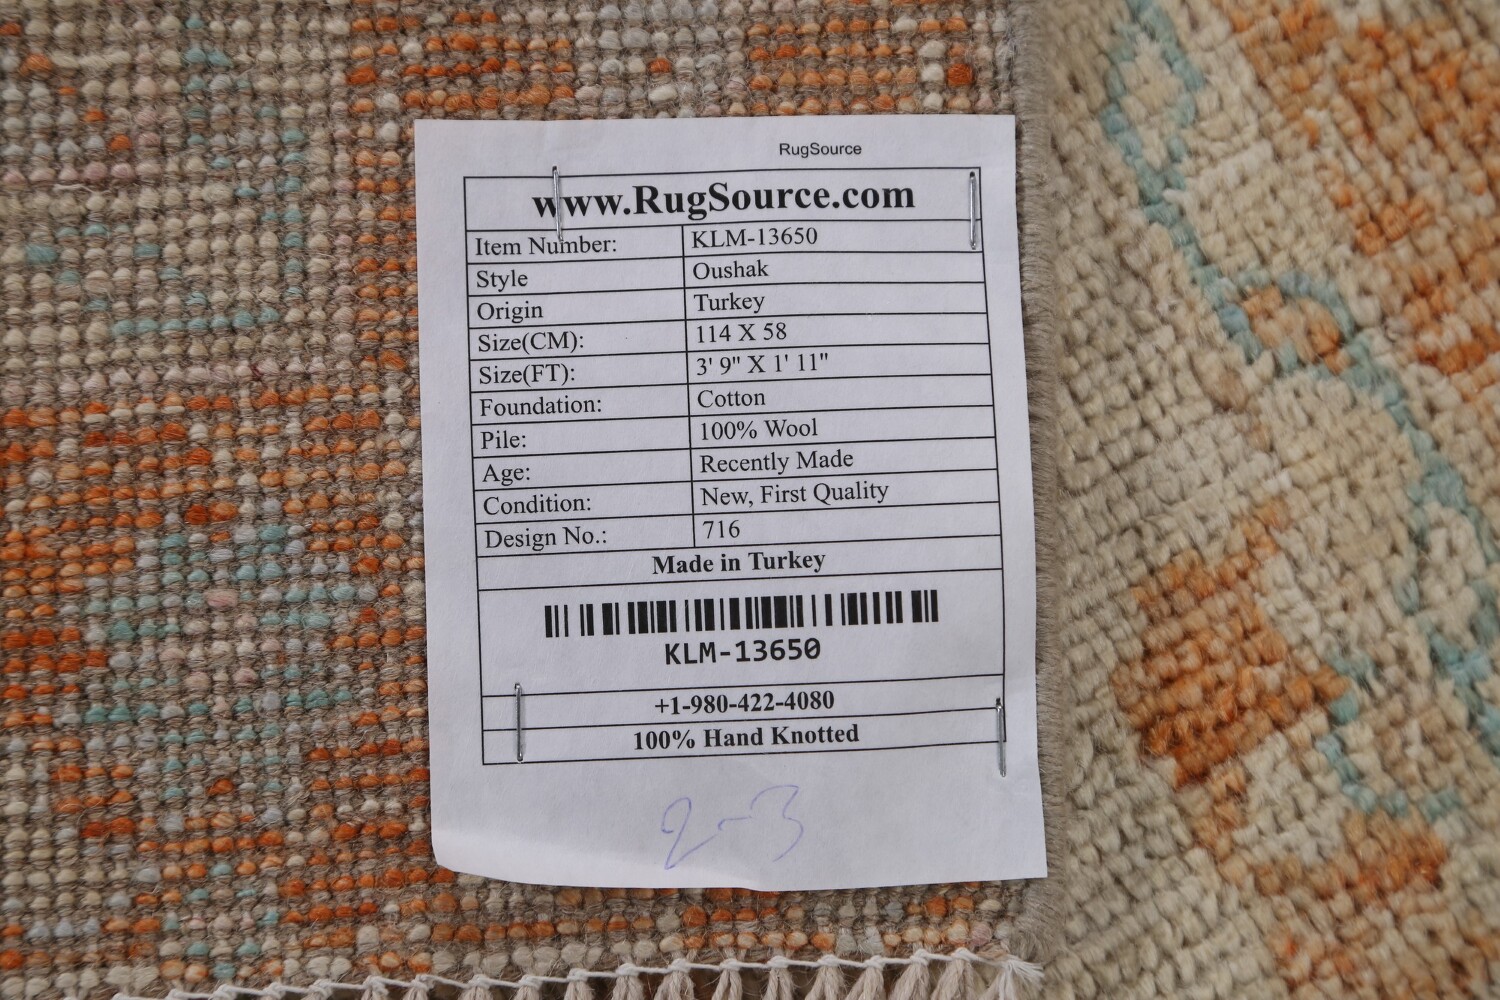 RugSource
www.RugSource.com
Item Number: KLM-13650
Style Oushak
Origin Turkey
Size(CM): 114 X 58
Size(FT): 3' 9" X 1' 11"
Foundation: Cotton
Pile: 100% Wool
Age: Recently Made
Condition: New, First Quality
Design No.: 716
Made in Turkey
KLM-13650
+1-980-422-4080
100% Hand Knotted
2-3